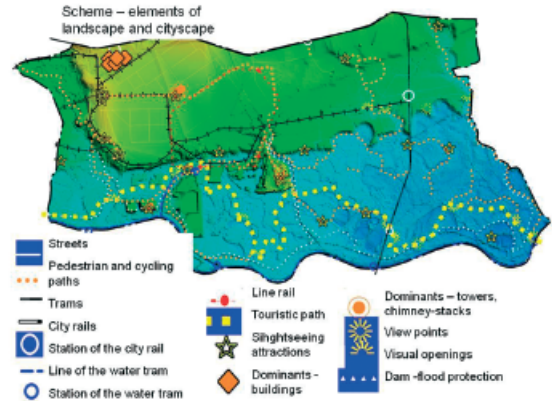 Scheme – elements of
landscape and cityscape
Streets
Pedestrian and cycling
paths
Trams
City rails
Station of the city rail
Line of the water tram
Station of the water tram
Line rail
Touristic path
Sihghtseeing
attractions
Dominants -
buildings
Dominants – towers,
chimney-stacks
View points
Visual openings
Dam -flood protection